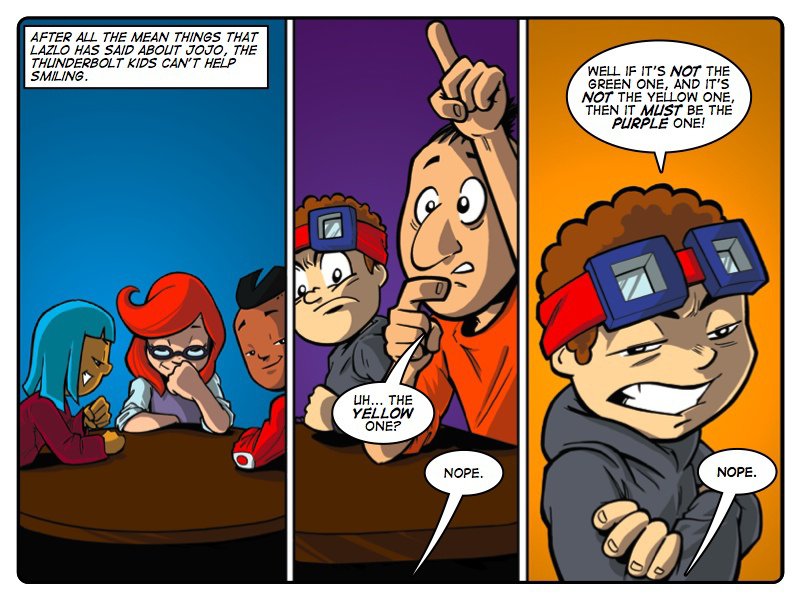 AFTER ALL THE MEAN THINGS THAT
LAZLO HAS SAID ABOUT JOJO, THE
THUNDERBOLT KIDS CAN'T HELP
SMILING.
UH... THE
YELLOW
ONE?
NOPE.
WELL IF IT'S NOT THE
GREEN ONE, AND IT'S
NOT THE YELLOW ONE,
THEN IT MUST BE THE
PURPLE ONE!
NOPE.